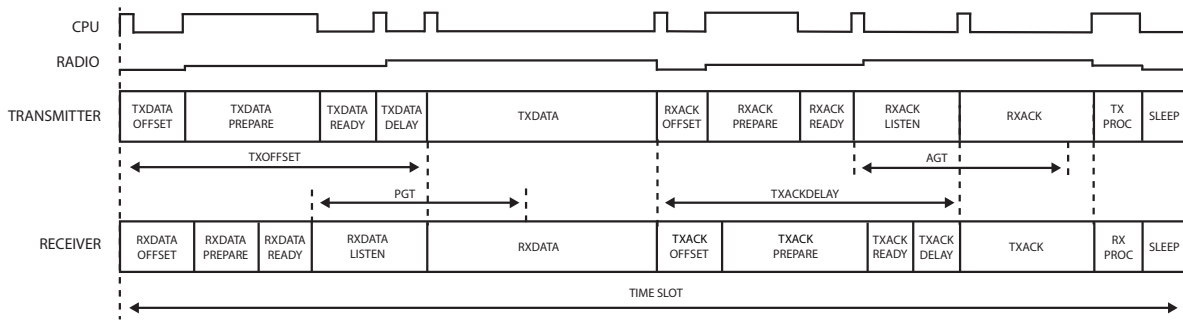 CPU
RADIO
TRANSMITTER
TXDATA
OFFSET
TXDATA
PREPARE
TXDATA
READY
TXDATA
DELAY
TXDATA
RXACK
OFFSET
RXACK
PREPARE
RXACK
READY
RXACK
LISTEN
RXACK
TX
PROC
SLEEP
TXOFFSET
AGT
PGT
TXACKDELAY
RECEIVER
RXDATA
OFFSET
RXDATA
PREPARE
RXDATA
READY
RXDATA
LISTEN
RXDATA
TXACK
OFFSET
TXACK
PREPARE
TXACK
READY
TXACK
DELAY
TXACK
RX
PROC
SLEEP
TIME SLOT